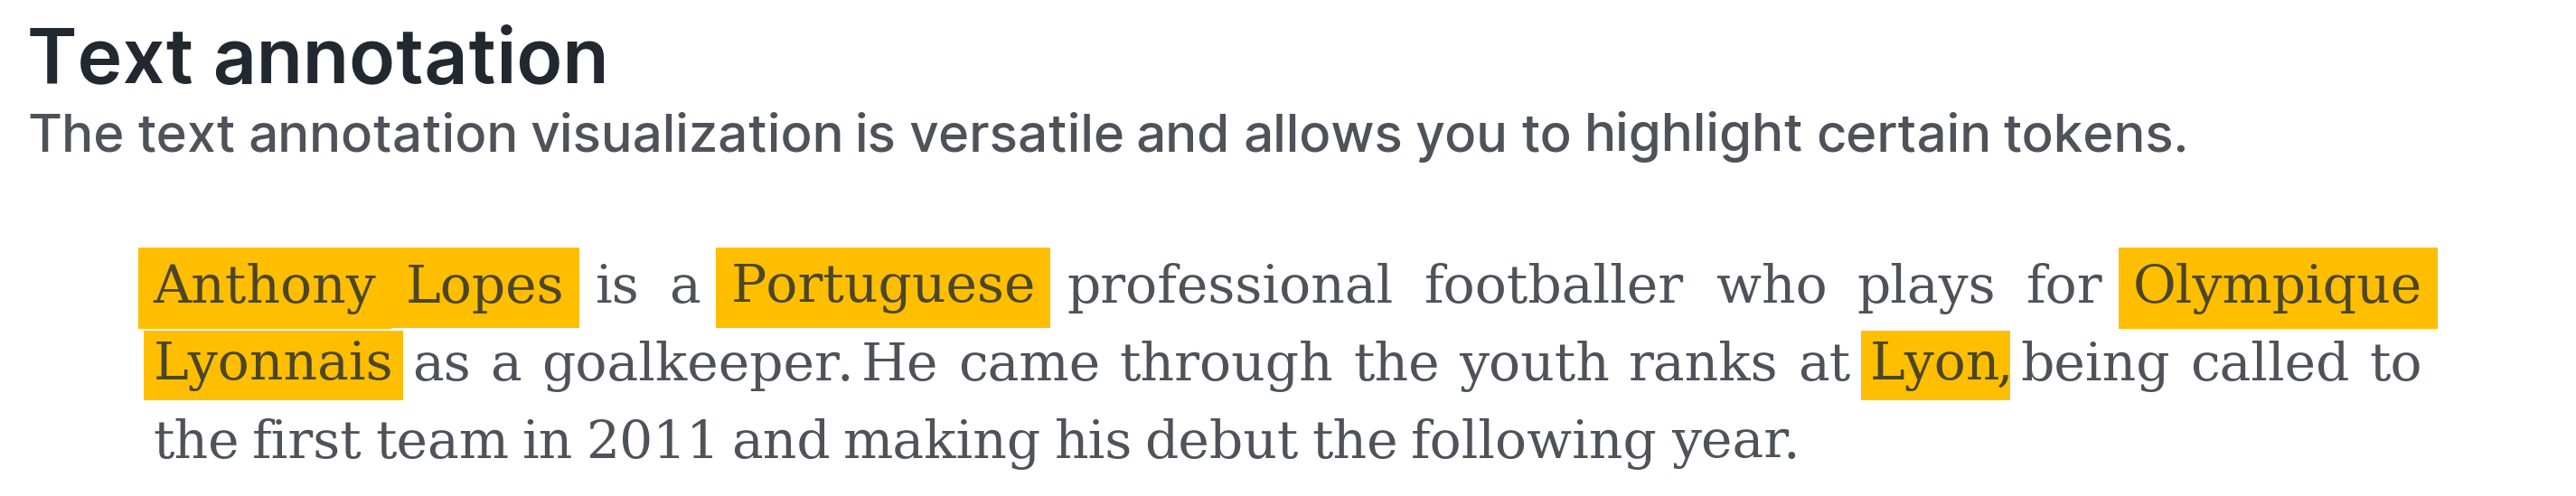 Text annotation
The text annotation visualization is versatile and allows you to highlight certain tokens.
Anthony Lopes is a Portuguese professional footballer who plays for Olympique
Lyonnais as a goalkeeper. He came through the youth ranks at Lyon, being called to
the first team in 2011 and making his debut the following year.